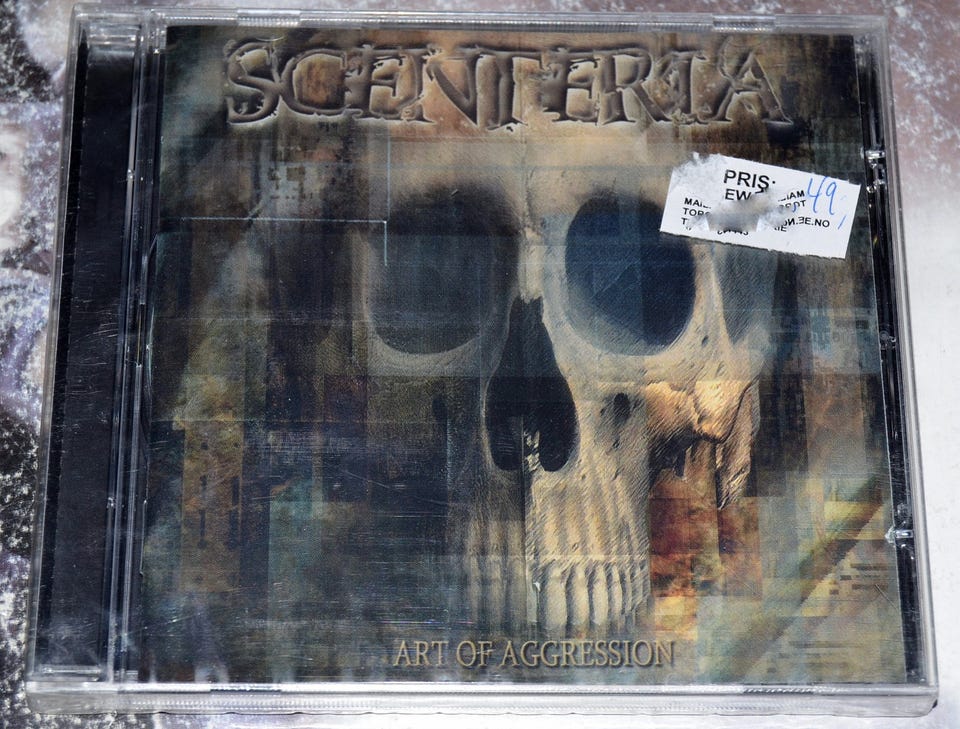 SCENTERIA
PRIS: 49,
ART OF AGGRESSION